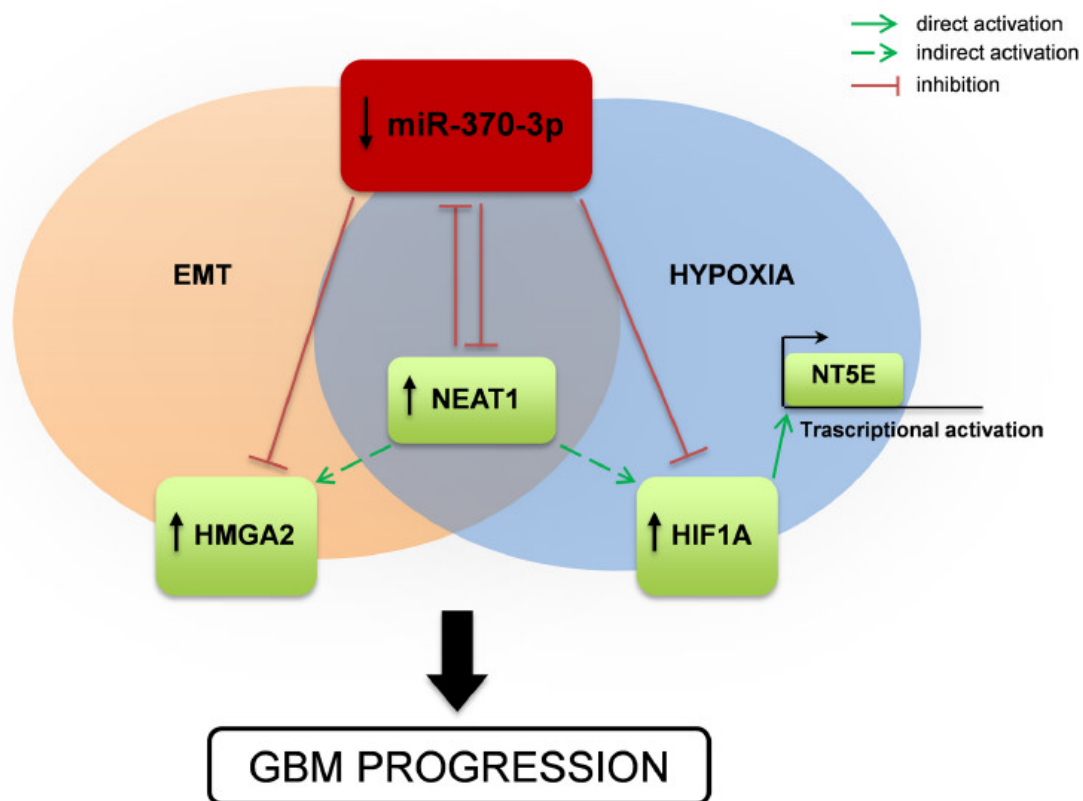 direct activation
indirect activation
inhibition
miR-370-3p
EMT
HYPOXIA
NT5E
NEAT1
Trascriptional activation
HMGA2
HIF1A
GBM PROGRESSION